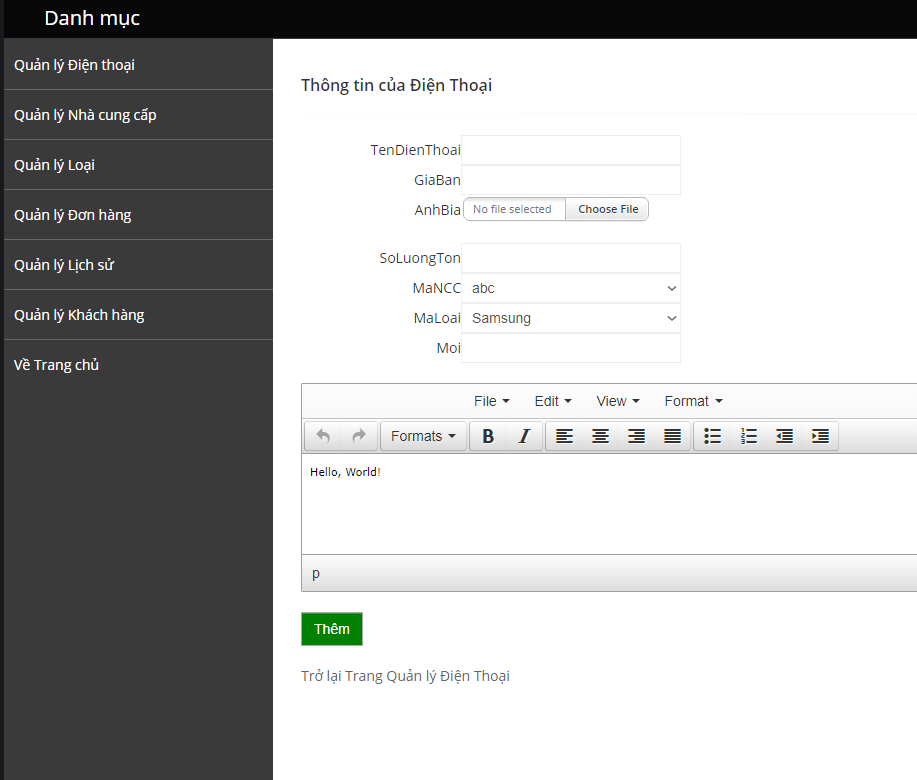 Danh mục
Quản lý Điện thoại
Quản lý Nhà cung cấp
Quản lý Loại
Quản lý Đơn hàng
Quản lý Lịch sử
Quản lý Khách hàng
Về Trang chủ
Thông tin của Điện Thoại
TenDienThoai
GiaBan
AnhBia No file selected Choose File
SoLuongTon
MaNCC abc
MaLoai Samsung
Moi
File Edit View Format
Formats B I
Hello, World!
p
Thêm
Trở lại Trang Quản lý Điện Thoại